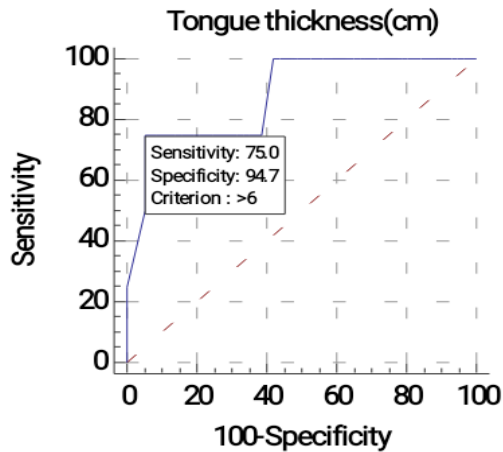 Tongue thickness(cm)
100
80
60
40
20
0
Sensitivity
Sensitivity: 75.0
Specificity: 94.7
Criterion : >6
0 20 40 60 80 100
100-Specificity